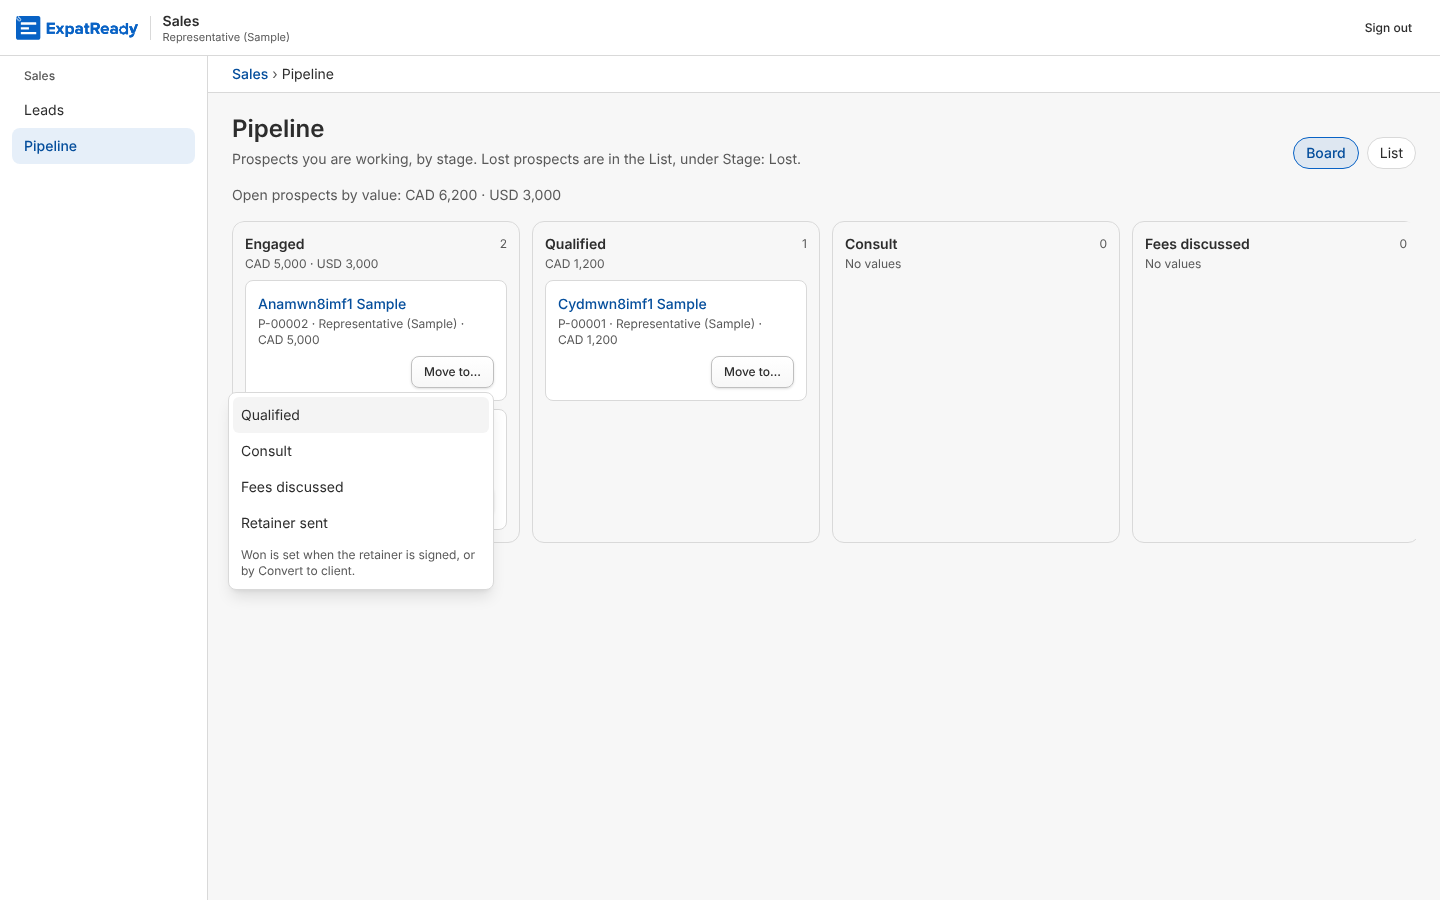 ExpatReady
Sales
Representative (Sample)
Sign out
Sales
Leads
Pipeline
Sales › Pipeline
Pipeline
Prospects you are working, by stage. Lost prospects are in the List, under Stage: Lost.
Board
List
Open prospects by value: CAD 6,200 · USD 3,000
Engaged
2
CAD 5,000 · USD 3,000
Anamwn8imf1 Sample
P-00002 · Representative (Sample) ·
CAD 5,000
Move to...
Qualified
Consult
Fees discussed
Retainer sent
Won is set when the retainer is signed, or
by Convert to client.
Qualified
1
CAD 1,200
Cydmwn8imf1 Sample
P-00001 · Representative (Sample) ·
CAD 1,200
Move to...
Consult
0
No values
Fees discussed
0
No values